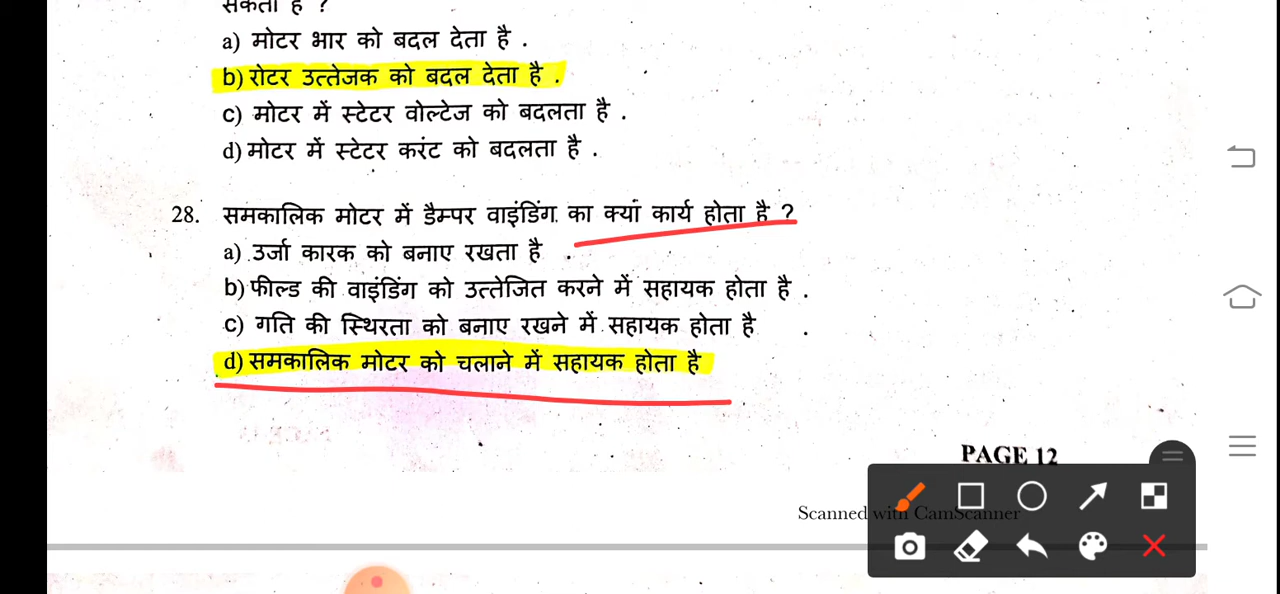 सकता है ?
a) मोटर भार को बदल देता है .
b) रोटर उत्तेजक को बदल देता है .
c) मोटर में स्टेटर वोल्टेज को बदलता है .
d) मोटर में स्टेटर करंट को बदलता है .
28. समकालिक मोटर में डैम्पर वाइंडिंग का क्या कार्य होता है ?
a) उर्जा कारक को बनाए रखता है .
b) फील्ड की वाइंडिंग को उत्तेजित करने में सहायक होता है .
c) गति की स्थिरता को बनाए रखने में सहायक होता है .
d) समकालिक मोटर को चलाने में सहायक होता है
PAGE 12
Scanned with CamScanner